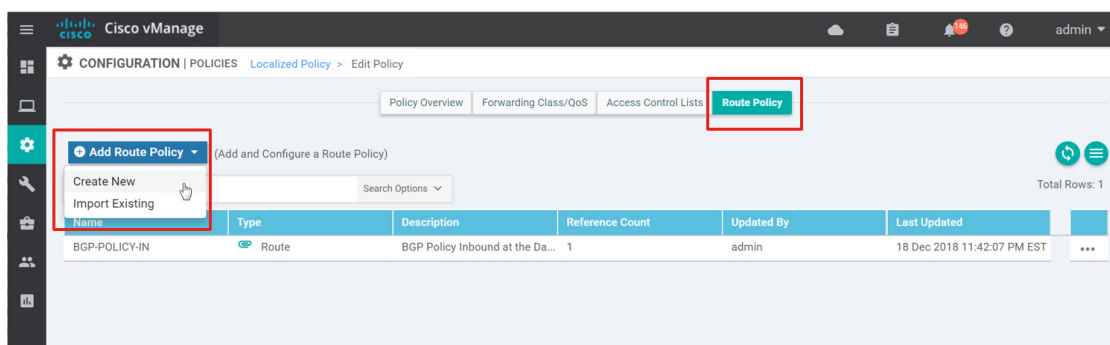 cisco Cisco vManage 146 admin
CONFIGURATION | POLICIES Localized Policy > Edit Policy
Policy Overview Forwarding Class/QoS Access Control Lists Route Policy
Add Route Policy (Add and Configure a Route Policy)
Create New Search Options Total Rows: 1
Import Existing
Name Type Description Reference Count Updated By Last Updated
BGP-POLICY-IN Route BGP Policy Inbound at the Da... 1 admin 18 Dec 2018 11:42:07 PM EST